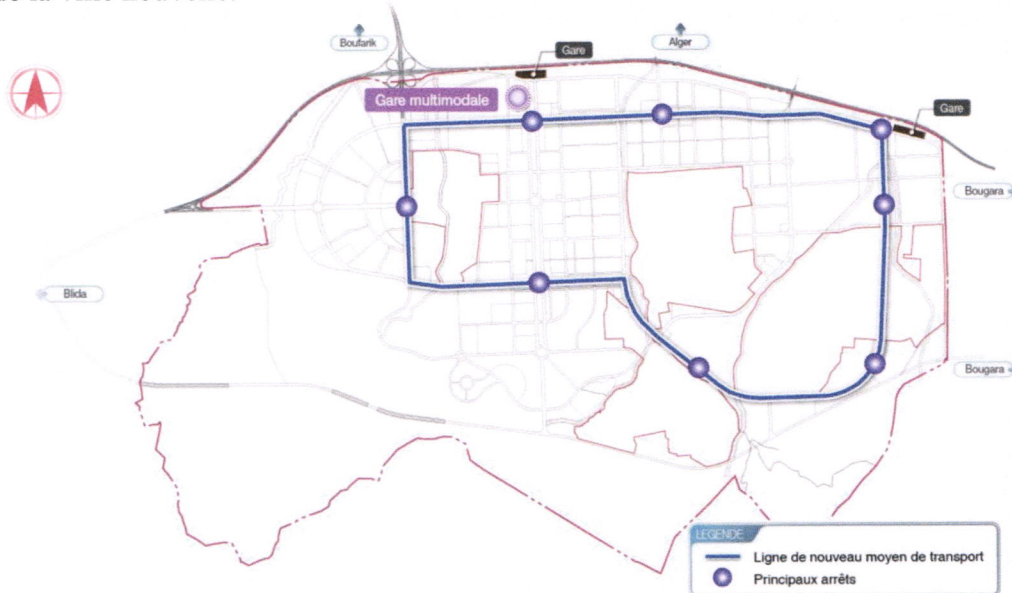 Boufarik
Alger
Gare
Gare multimodale
Gare
Bougara
Blida
Bougara
LEGENDE
Ligne de nouveau moyen de transport
Principaux arrêts